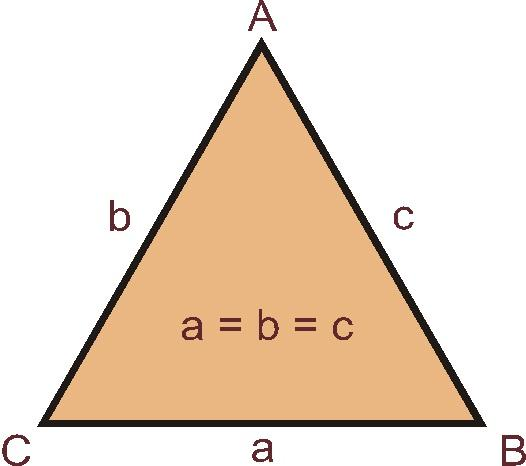 A
b c
a = b = c
C a B